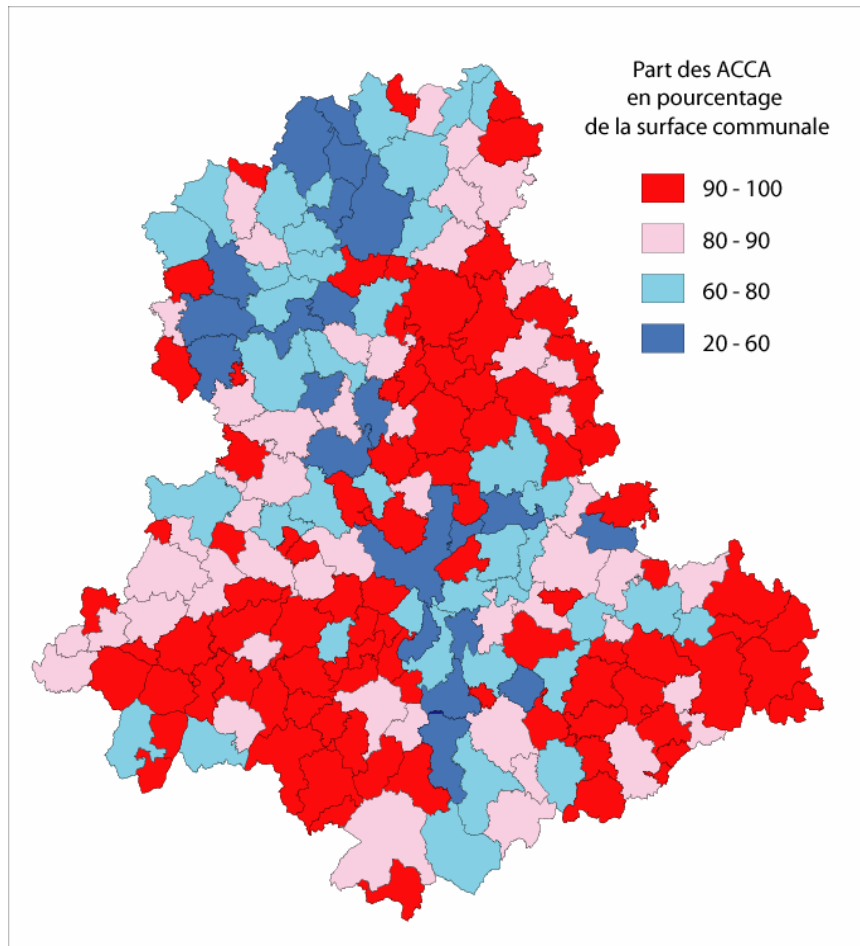 Part des ACCA
en pourcentage
de la surface communale
90 - 100
80 - 90
60 - 80
20 - 60